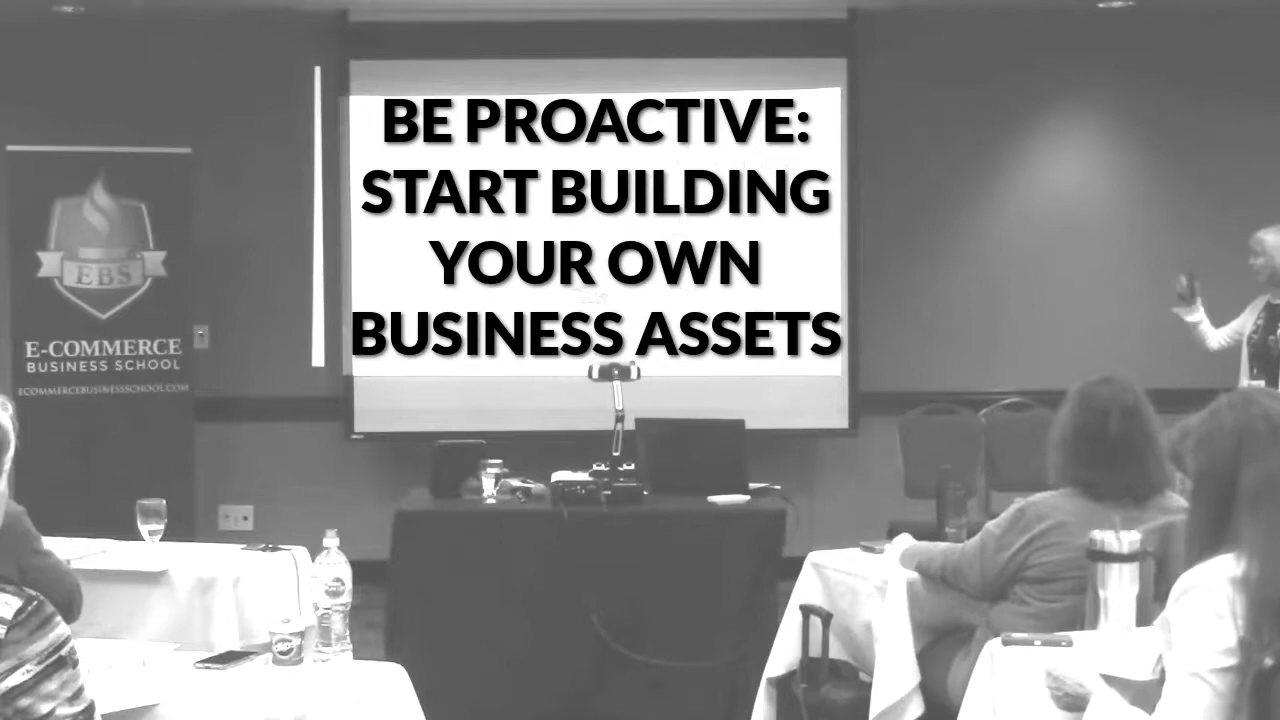 BE PROACTIVE:
START BUILDING
YOUR OWN
BUSINESS ASSETS
EBS
E-COMMERCE
BUSINESS SCHOOL
ECOMMERCEBUSINESSSCHOOL.COM